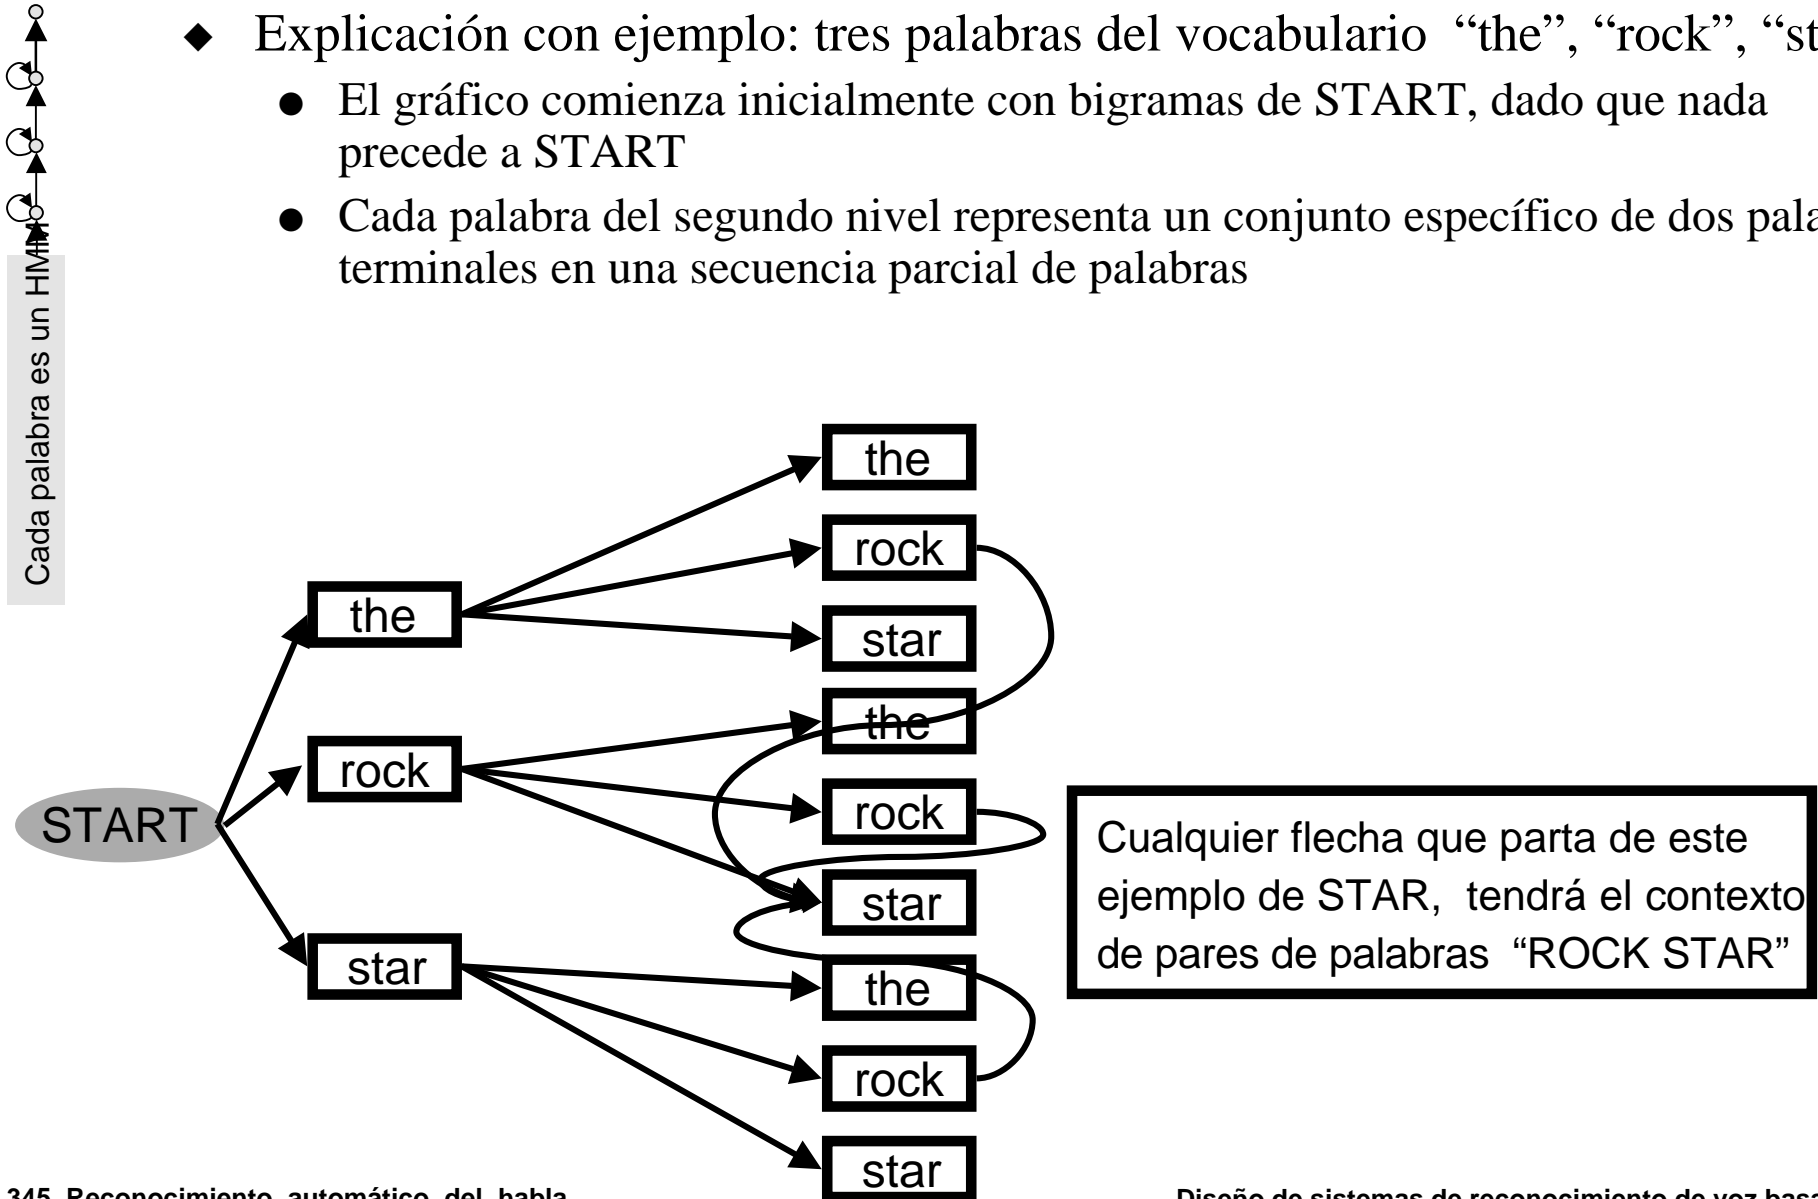 ◆ Explicación con ejemplo: tres palabras del vocabulario “the”, “rock”, “st
● El gráfico comienza inicialmente con bigramas de START, dado que nada
precede a START
● Cada palabra del segundo nivel representa un conjunto específico de dos pala
terminales en una secuencia parcial de palabras
Cada palabra es un HMM
START
the
rock
star
the
rock
star
the
rock
star
the
rock
star
Cualquier flecha que parta de este
ejemplo de STAR, tendrá el contexto
de pares de palabras “ROCK STAR”
345 Reconocimiento automático del habla
Diseño de sistemas de reconocimiento de voz basa